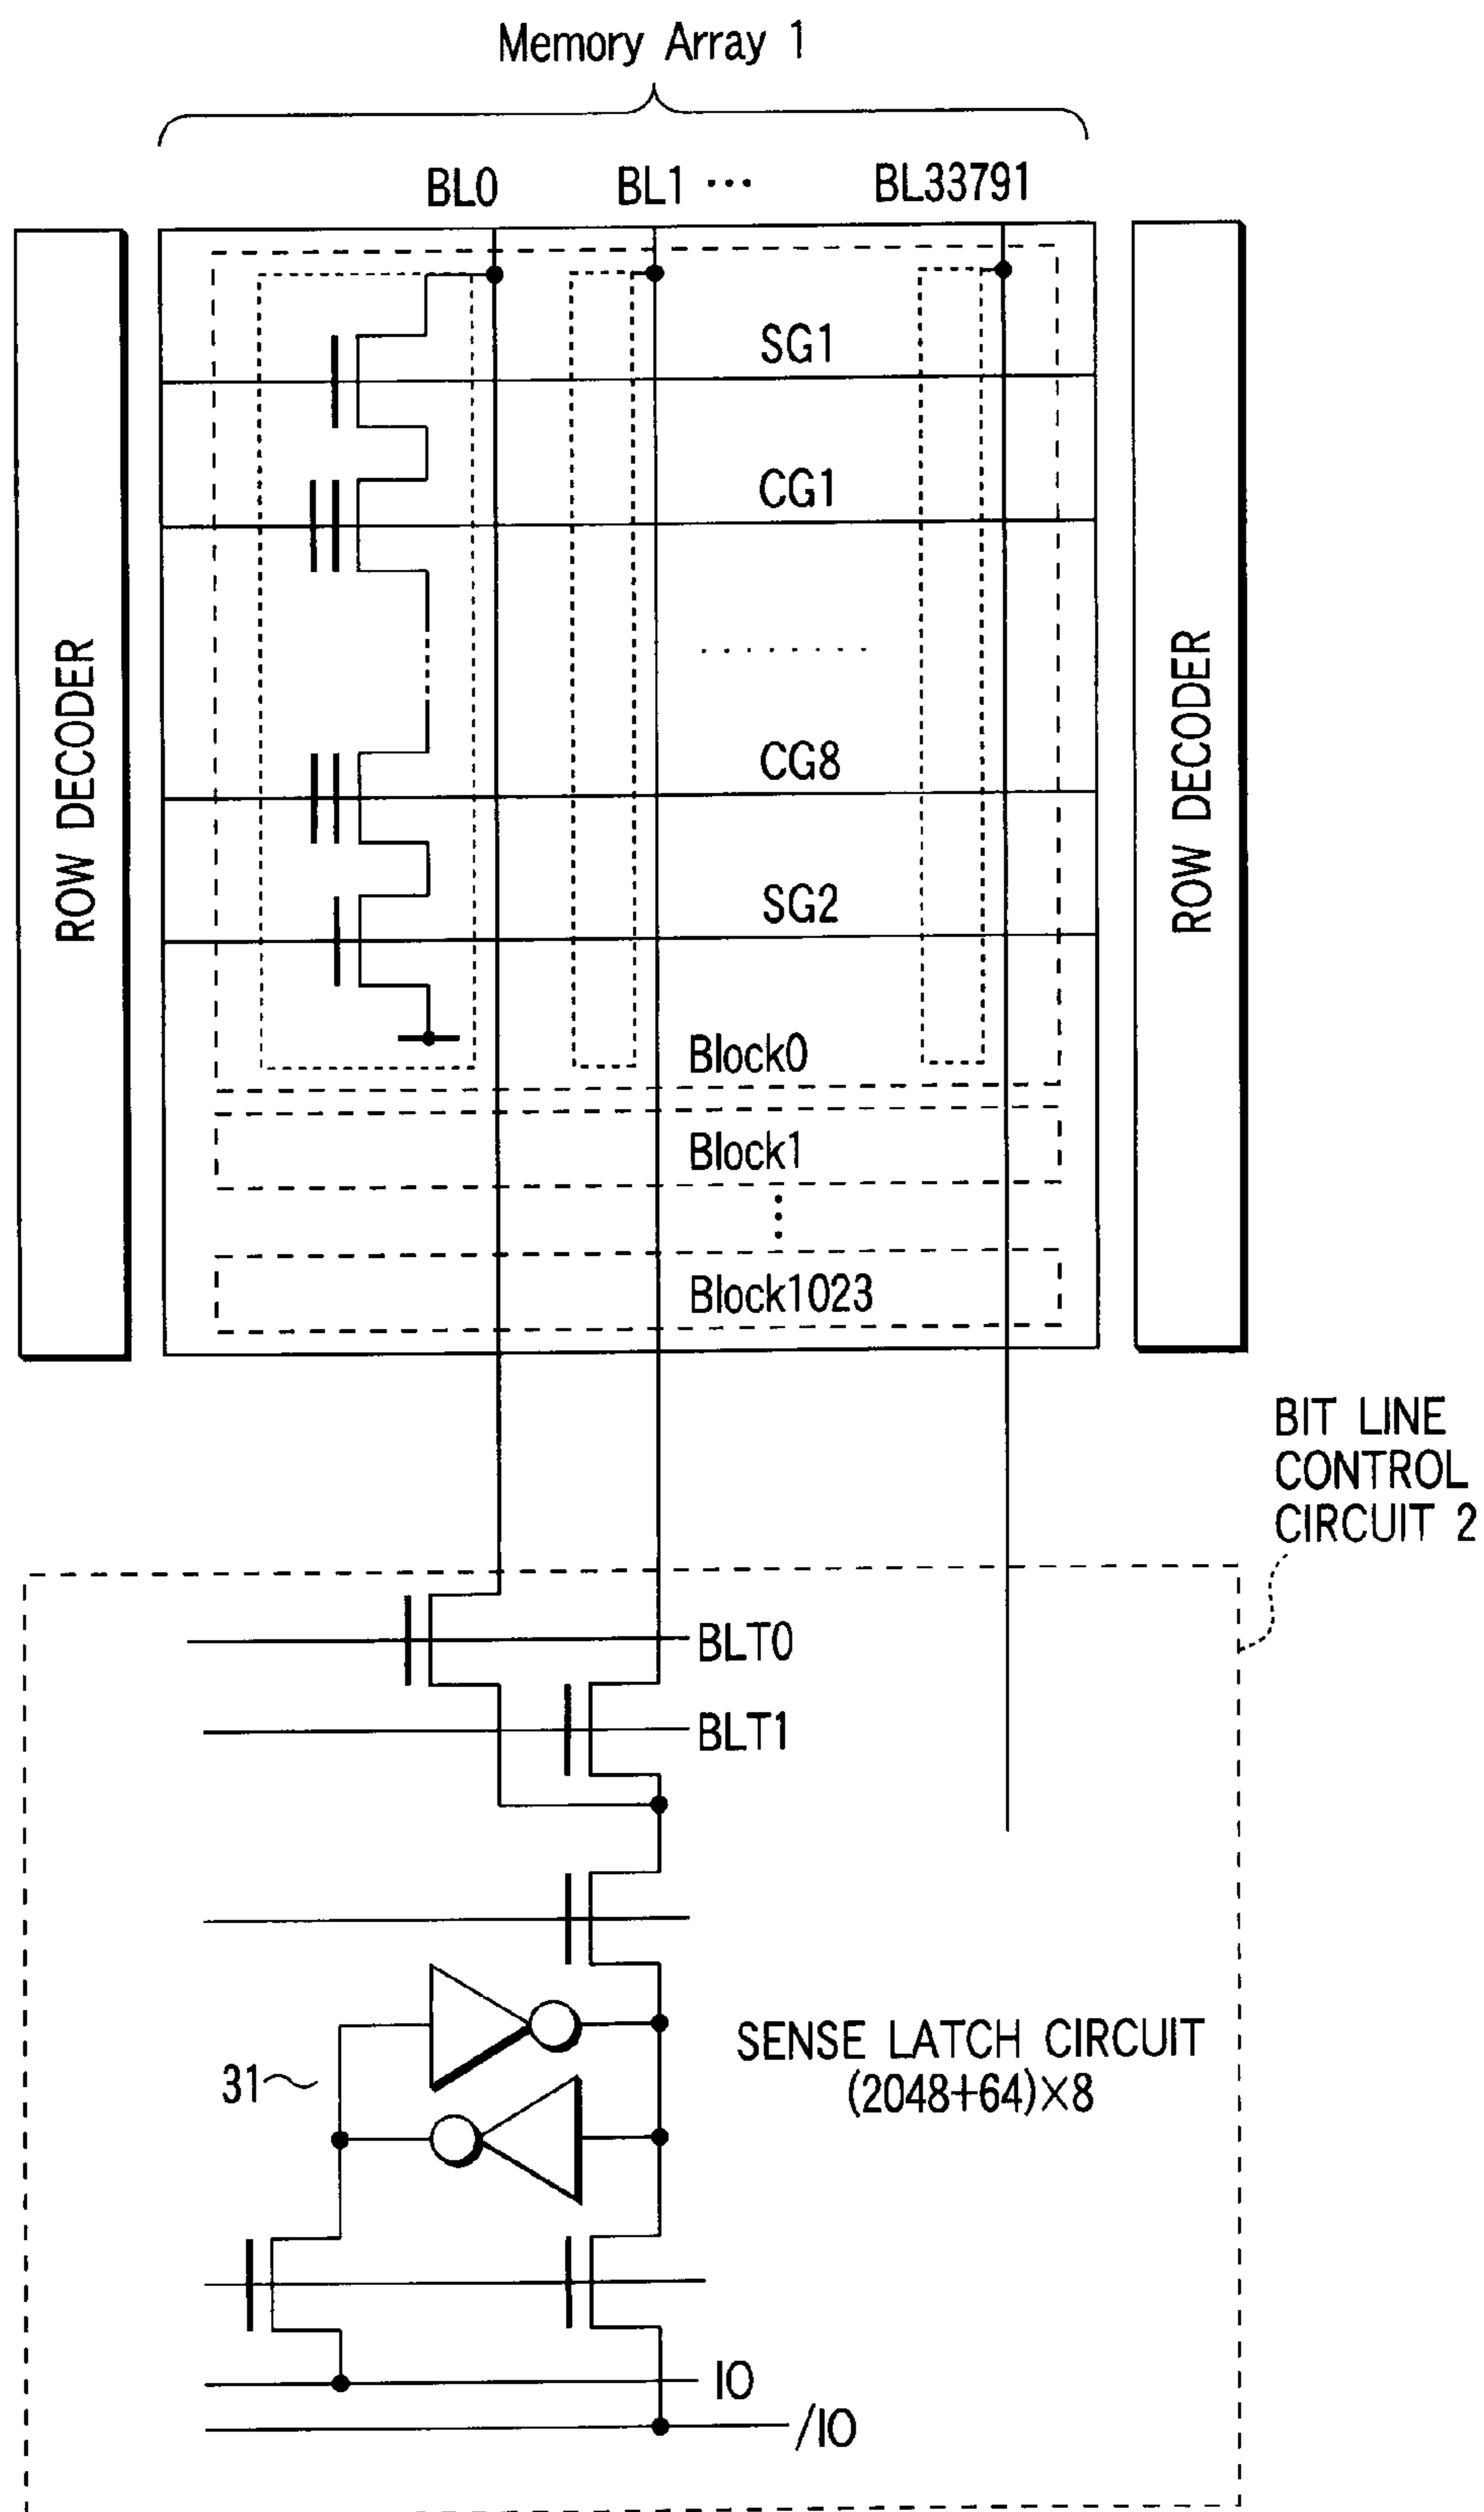 Memory Array 1
BL0 BL1 ··· BL33791
ROW DECODER
SG1
CG1
CG8
SG2
Block0
Block1
Block1023
ROW DECODER
BIT LINE
CONTROL
CIRCUIT 2
BLT0
BLT1
31
SENSE LATCH CIRCUIT
(2048+64)×8
IO
/IO